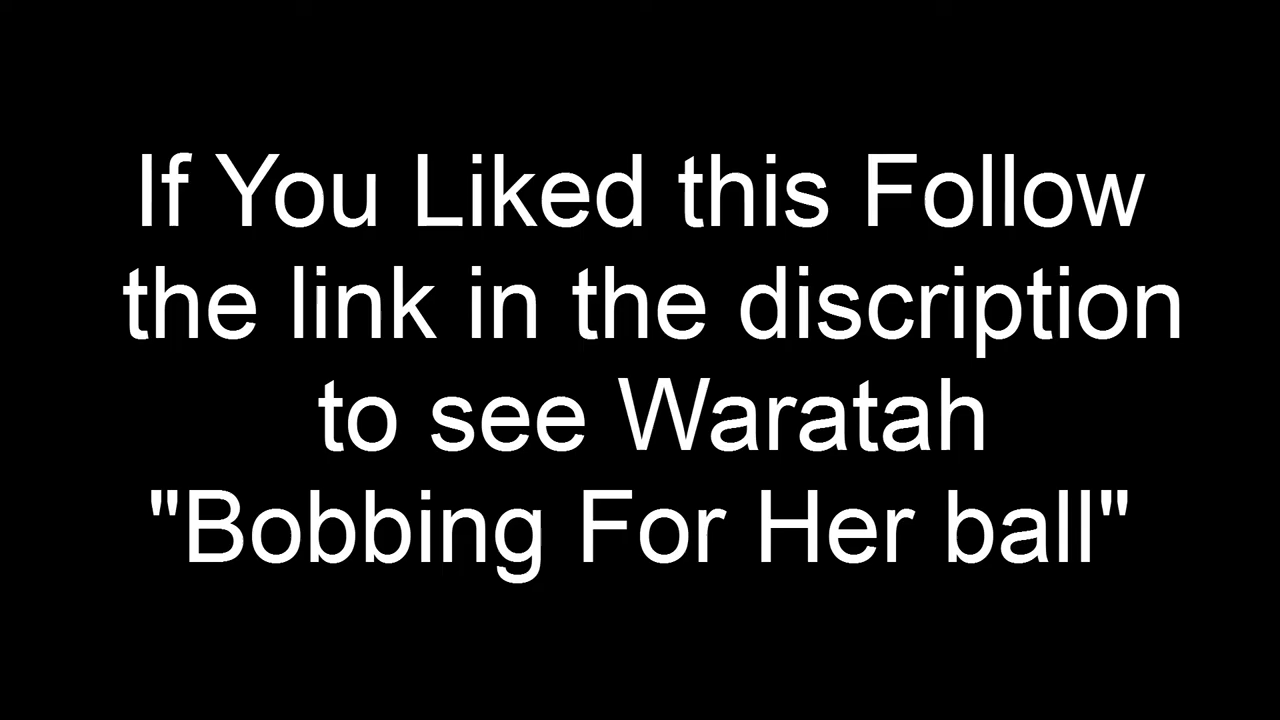 If You Liked this Follow
the link in the discription
to see Waratah
"Bobbing For Her ball"